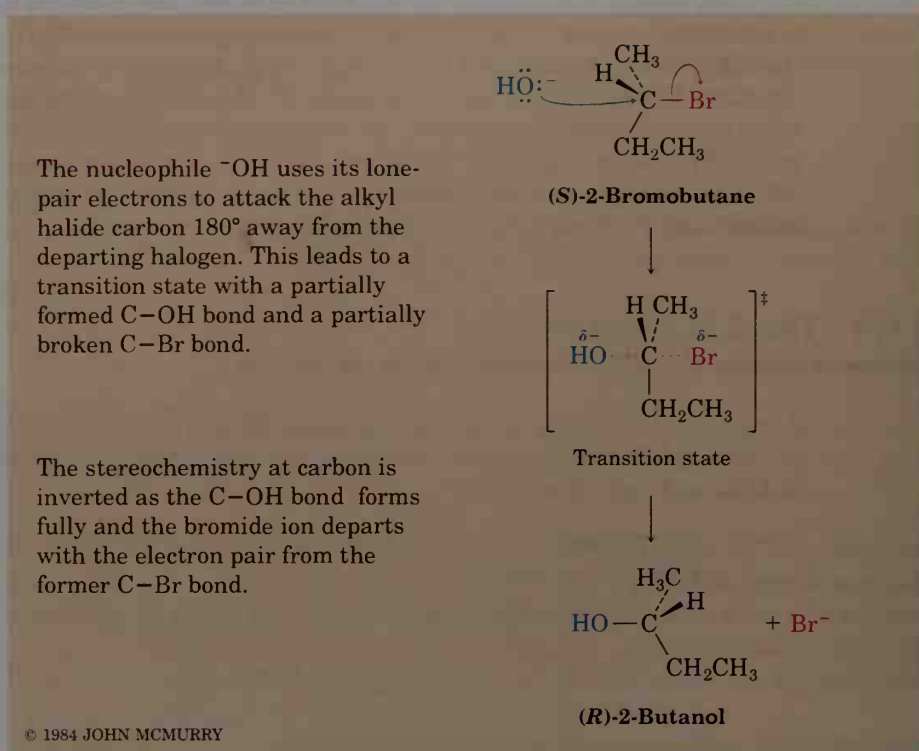 CH₃
H
HÖ:⁻
C—Br
CH₂CH₃
The nucleophile ⁻OH uses its lone-
pair electrons to attack the alkyl
halide carbon 180° away from the
departing halogen. This leads to a
transition state with a partially
formed C—OH bond and a partially
broken C—Br bond.
(S)-2-Bromobutane
‡
H CH₃
δ− δ−
HO C Br
CH₂CH₃
Transition state
The stereochemistry at carbon is
inverted as the C—OH bond forms
fully and the bromide ion departs
with the electron pair from the
former C—Br bond.
H₃C
H
HO—C + Br⁻
CH₂CH₃
(R)-2-Butanol
© 1984 JOHN MCMURRY